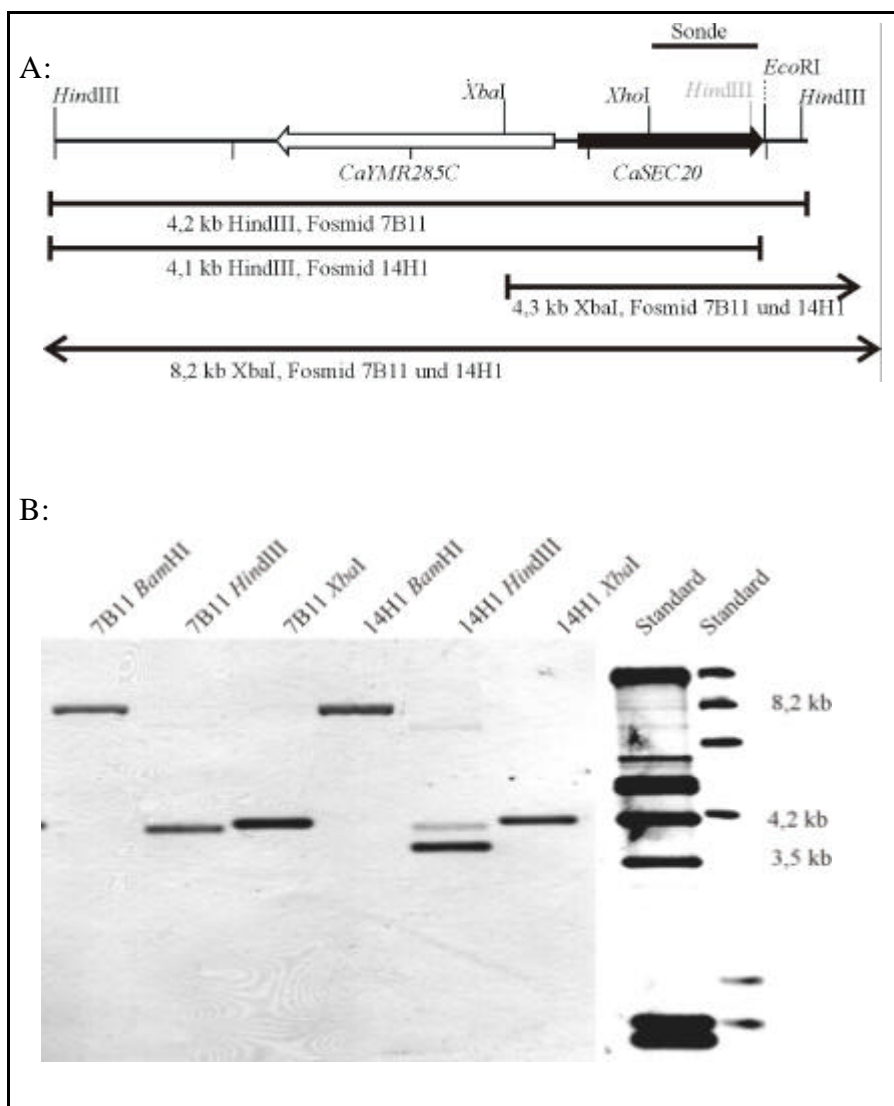 A:
Sonde
HindIII
XbaI
XhoI
HindIII
EcoRI
HindIII
CaYMR285C
CaSEC20
4,2 kb HindIII, Fosmid 7B11
4,1 kb HindIII, Fosmid 14H1
4,3 kb XbaI, Fosmid 7B11 und 14H1
8,2 kb XbaI, Fosmid 7B11 und 14H1
B:
7B11 BamHI
7B11 HindIII
7B11 XbaI
14H1 BamHI
14H1 HindIII
14H1 XbaI
Standard
Standard
8,2 kb
4,2 kb
3,5 kb